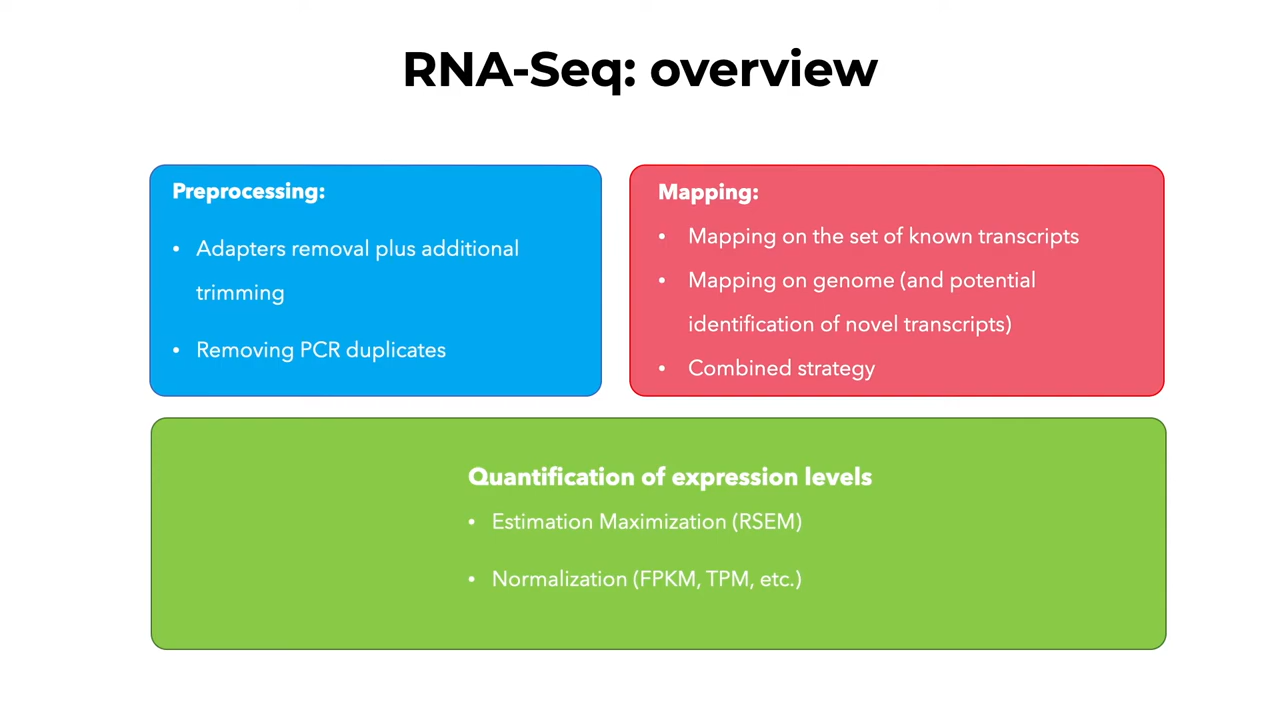 RNA-Seq: overview
Preprocessing:
• Adapters removal plus additional
trimming
• Removing PCR duplicates
Mapping:
• Mapping on the set of known transcripts
• Mapping on genome (and potential
identification of novel transcripts)
• Combined strategy
Quantification of expression levels
• Estimation Maximization (RSEM)
• Normalization (FPKM, TPM, etc.)